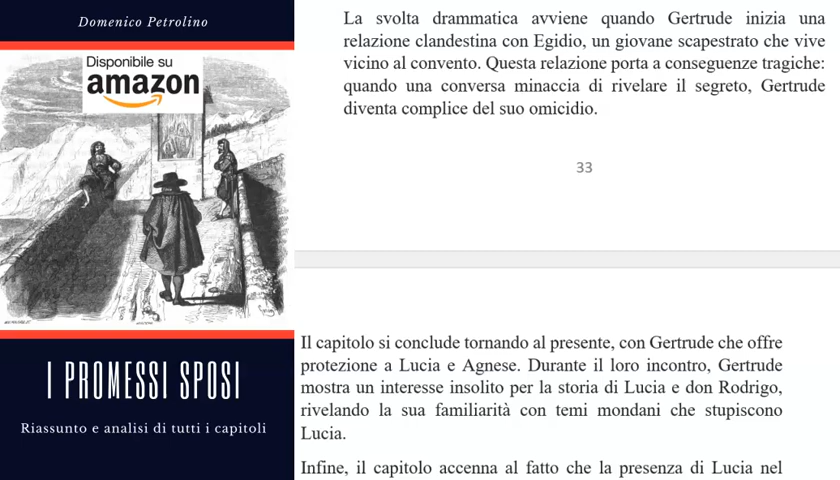 Domenico Petrolino
Disponibile su
amazon
I PROMESSI SPOSI
Riassunto e analisi di tutti i capitoli
La svolta drammatica avviene quando Gertrude inizia una
relazione clandestina con Egidio, un giovane scapestrato che vive
vicino al convento. Questa relazione porta a conseguenze tragiche:
quando una conversa minaccia di rivelare il segreto, Gertrude
diventa complice del suo omicidio.
33
Il capitolo si conclude tornando al presente, con Gertrude che offre
protezione a Lucia e Agnese. Durante il loro incontro, Gertrude
mostra un interesse insolito per la storia di Lucia e don Rodrigo,
rivelando la sua familiarità con temi mondani che stupiscono
Lucia.
Infine, il capitolo accenna al fatto che la presenza di Lucia nel